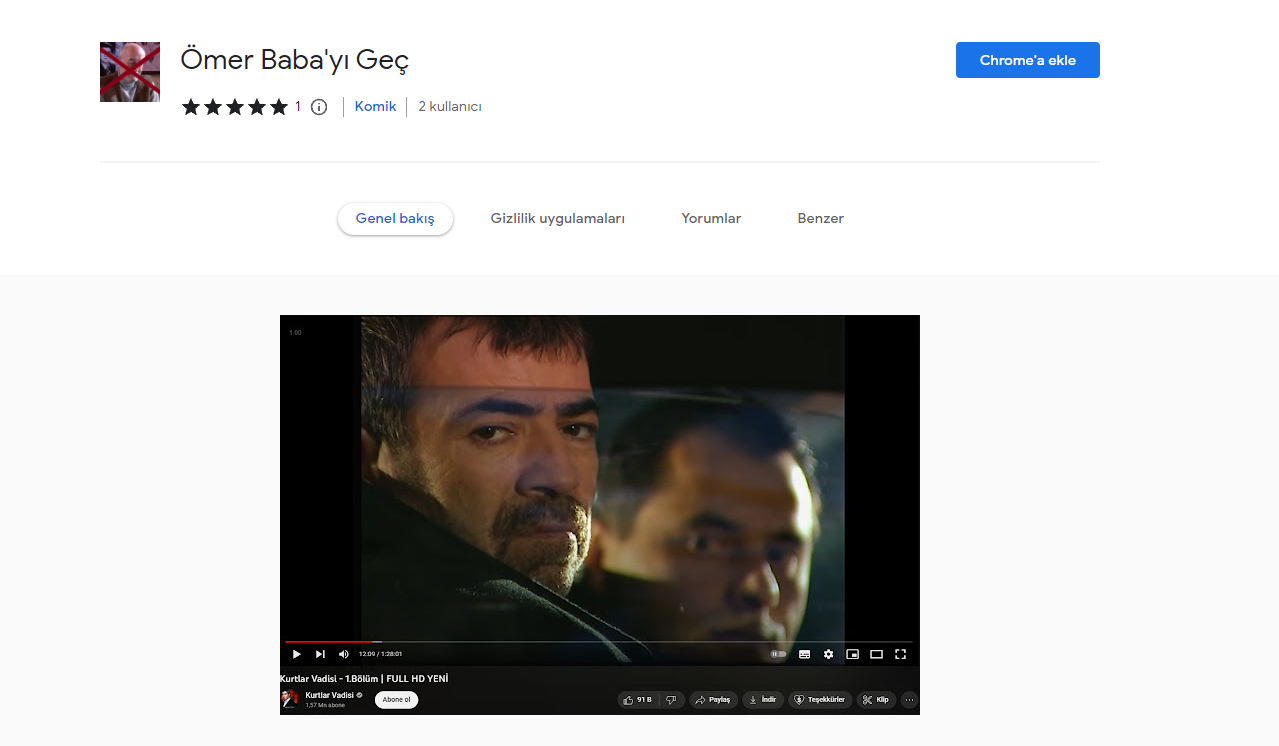 Ömer Baba'yı Geç
Chrome'a ekle
1
Komik
2 kullanıcı
Genel bakış
Gizlilik uygulamaları
Yorumlar
Benzer
1.00
12:09 / 1:28:01
Kurtlar Vadisi - 1.Bölüm | FULL HD YENİ
Kurtlar Vadisi
1,57 Mn abone
Abone ol
91 B
Paylaş
İndir
Teşekkürler
Klip